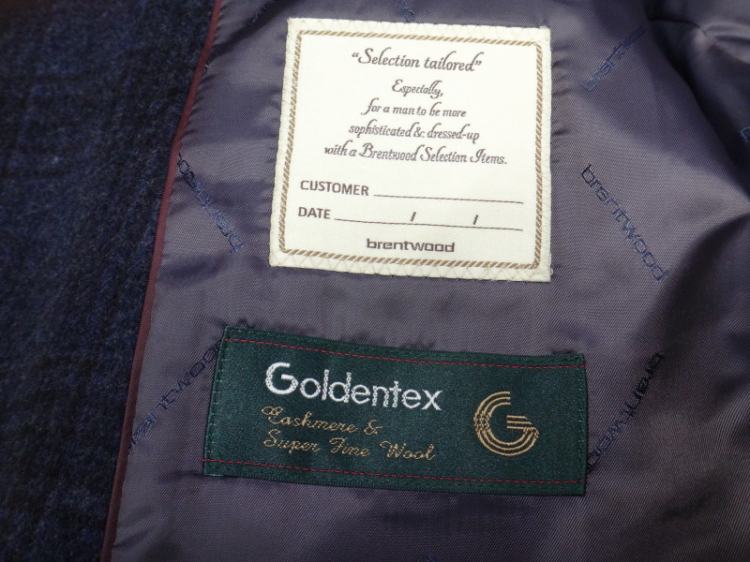 "Selection tailored"
Especially,
for a man to be more
sophisticated & dressed-up
with a Brentwood Selection Items.
CUSTOMER
DATE / /
brentwood
Goldentex
Cashmere &
Super Fine Wool
G
brentwood
brentwood
brentwood
brentwood
brentwood